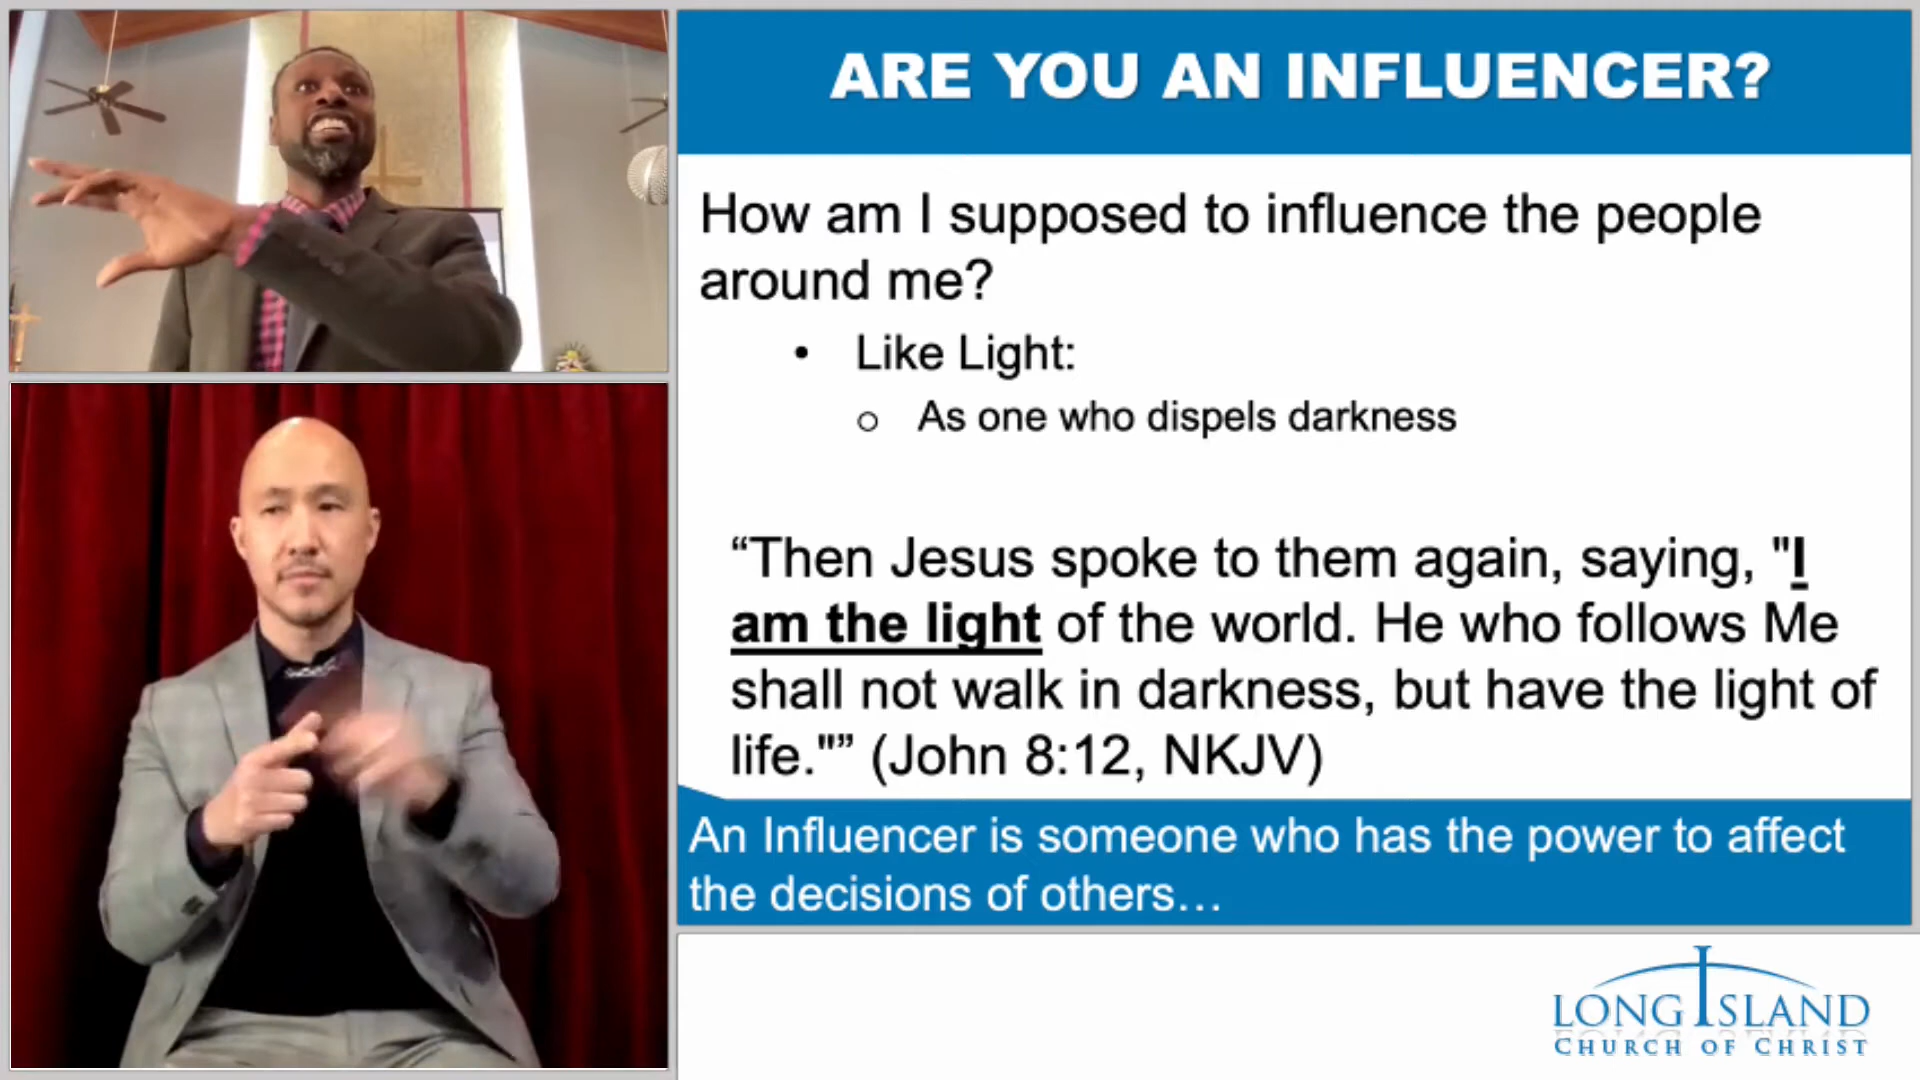 ARE YOU AN INFLUENCER?
How am I supposed to influence the people
around me?
• Like Light:
o As one who dispels darkness
“Then Jesus spoke to them again, saying, "I
am the light of the world. He who follows Me
shall not walk in darkness, but have the light of
life."” (John 8:12, NKJV)
An Influencer is someone who has the power to affect
the decisions of others…
LONG ISLAND
CHURCH OF CHRIST